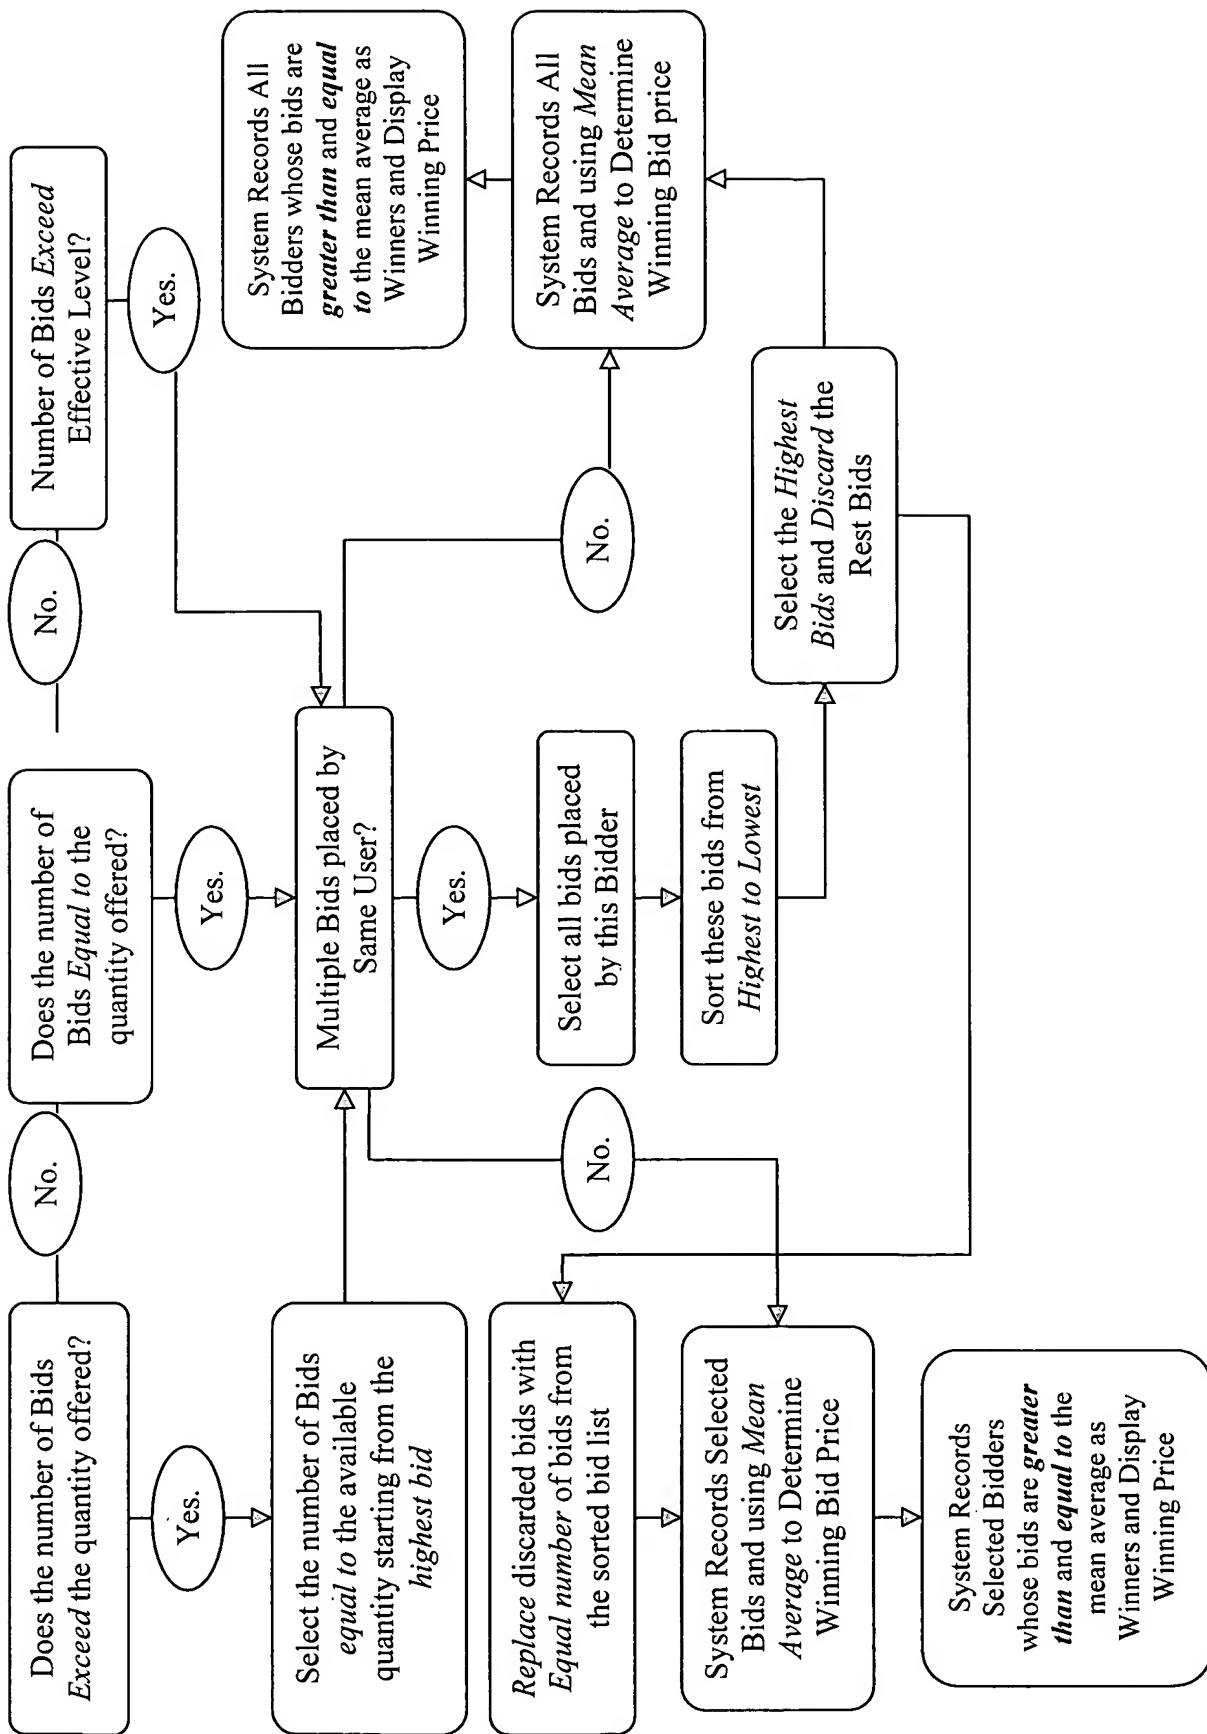 Does the number of Bids
Exceed the quantity offered?
No.
Does the number of
Bids Equal to the
quantity offered?
No.
Number of Bids Exceed
Effective Level?
Yes.
Yes.
Yes.
Select the number of Bids
equal to the available
quantity starting from the
highest bid
Multiple Bids placed by
Same User?
System Records All
Bidders whose bids are
greater than and equal
to the mean average as
Winners and Display
Winning Price
Yes.
No.
No.
Replace discarded bids with
Equal number of bids from
the sorted bid list
Select all bids placed
by this Bidder
System Records All
Bids and using Mean
Average to Determine
Winning Bid price
System Records Selected
Bids and using Mean
Average to Determine
Winning Bid Price
Sort these bids from
Highest to Lowest
Select the Highest
Bids and Discard the
Rest Bids
System Records
Selected Bidders
whose bids are greater
than and equal to the
mean average as
Winners and Display
Winning Price